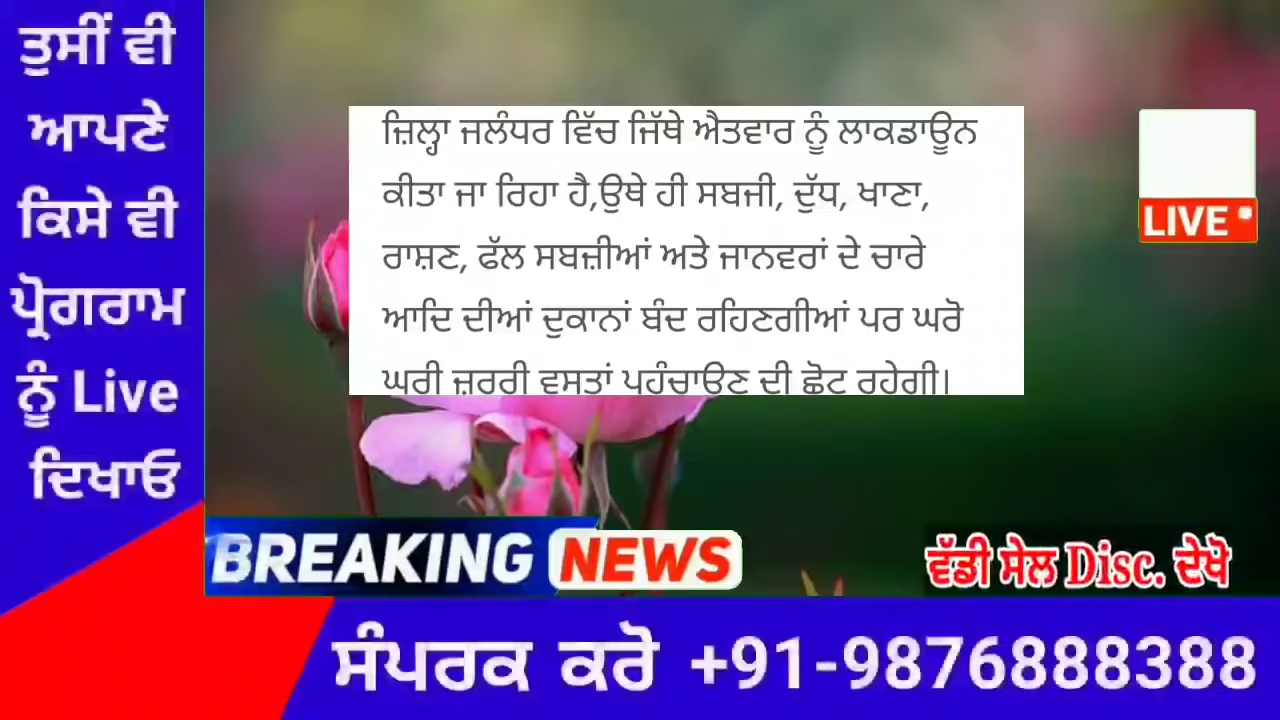 ਤੁਸੀਂ ਵੀ
ਆਪਣੇ
ਕਿਸੇ ਵੀ
ਪ੍ਰੋਗਰਾਮ
ਨੂੰ Live
ਦਿਖਾਓ
ਜ਼ਿਲ੍ਹਾ ਜਲੰਧਰ ਵਿੱਚ ਜਿੱਥੇ ਐਤਵਾਰ ਨੂੰ ਲਾਕਡਾਊਨ
ਕੀਤਾ ਜਾ ਰਿਹਾ ਹੈ,ਉਥੇ ਹੀ ਸਬਜੀ, ਦੁੱਧ, ਖਾਣਾ,
ਰਾਸ਼ਣ, ਫੱਲ ਸਬਜ਼ੀਆਂ ਅਤੇ ਜਾਨਵਰਾਂ ਦੇ ਚਾਰੇ
ਆਦਿ ਦੀਆਂ ਦੁਕਾਨਾਂ ਬੰਦ ਰਹਿਣਗੀਆਂ ਪਰ ਘਰੋ
ਘਰੀ ਜ਼ਰਰੀ ਵਸਤਾਂ ਪਹੰਚਾਉਣ ਦੀ ਛੋਟ ਰਹੇਗੀ।
LIVE
BREAKING NEWS
ਵੱਡੀ ਸੇਲ Disc. ਦੇਖੋ
ਸੰਪਰਕ ਕਰੋ +91-9876888388